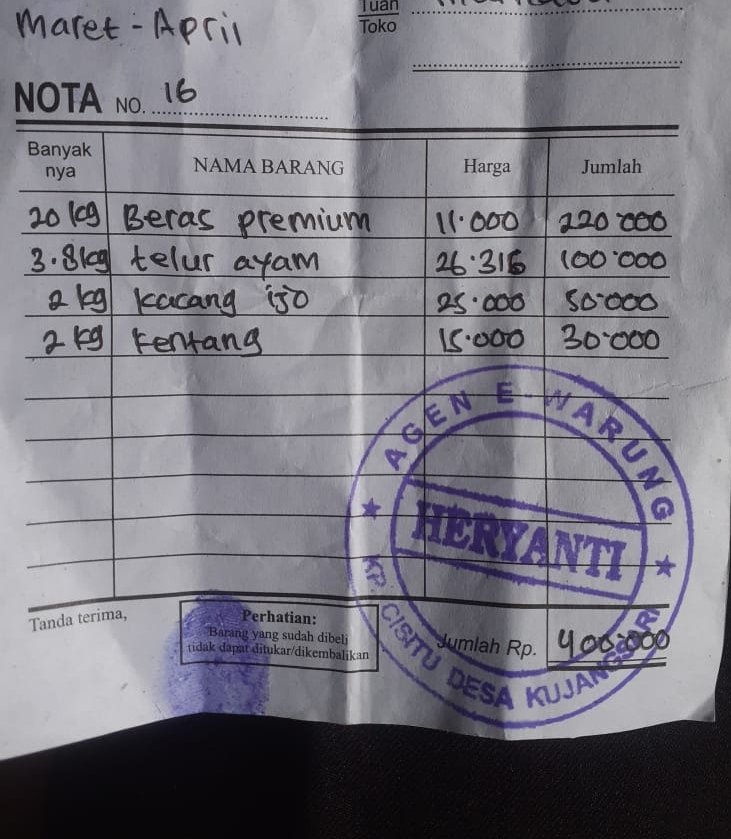 Tuan
Maret - April
Toko
NOTA NO. 16
Banyak nya NAMA BARANG Harga Jumlah
20 kg Beras premium 11.000 220.000
3.8kg telur ayam 26.316 100.000
2 kg kacang ijo 25.000 50.000
2 kg kentang 15.000 30.000
AGEN E-WARUNG
HERYANTI
KP. CISITU DESA KUJANGSARI
Tanda terima,
Perhatian:
Barang yang sudah dibeli
tidak dapat ditukar/dikembalikan
Jumlah Rp. 400.000